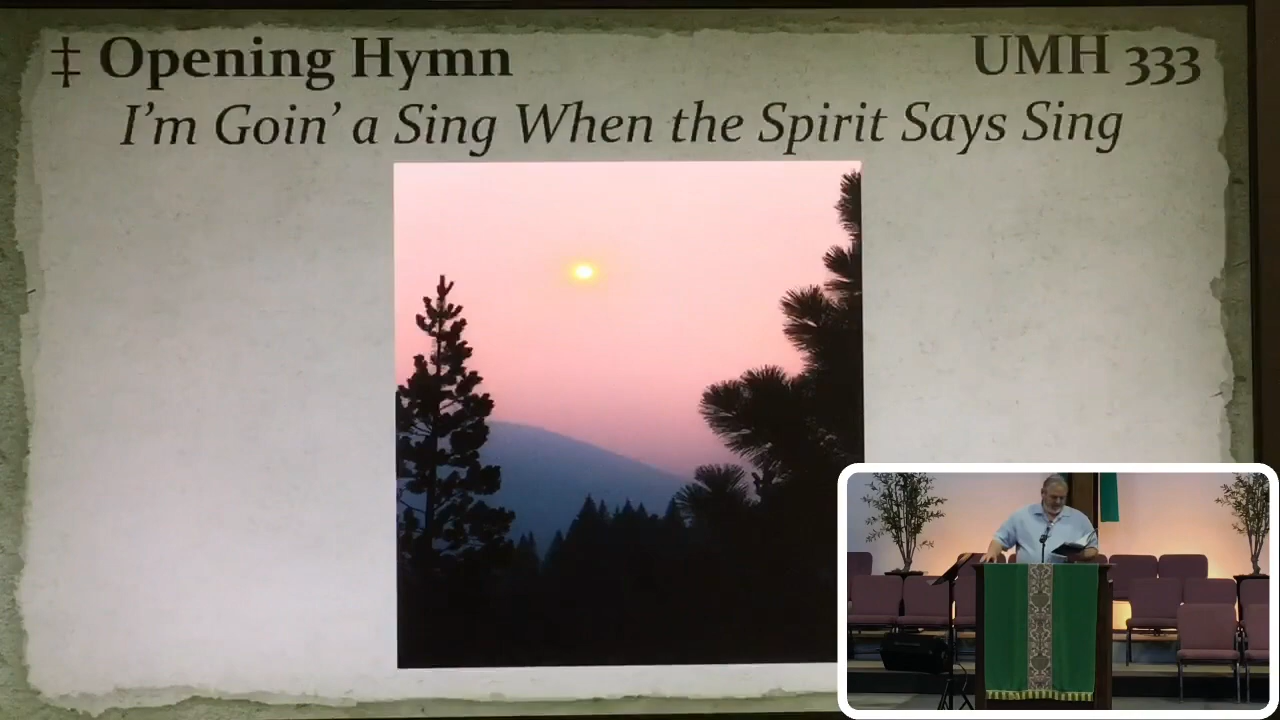 ‡ Opening Hymn UMH 333
I'm Goin' a Sing When the Spirit Says Sing